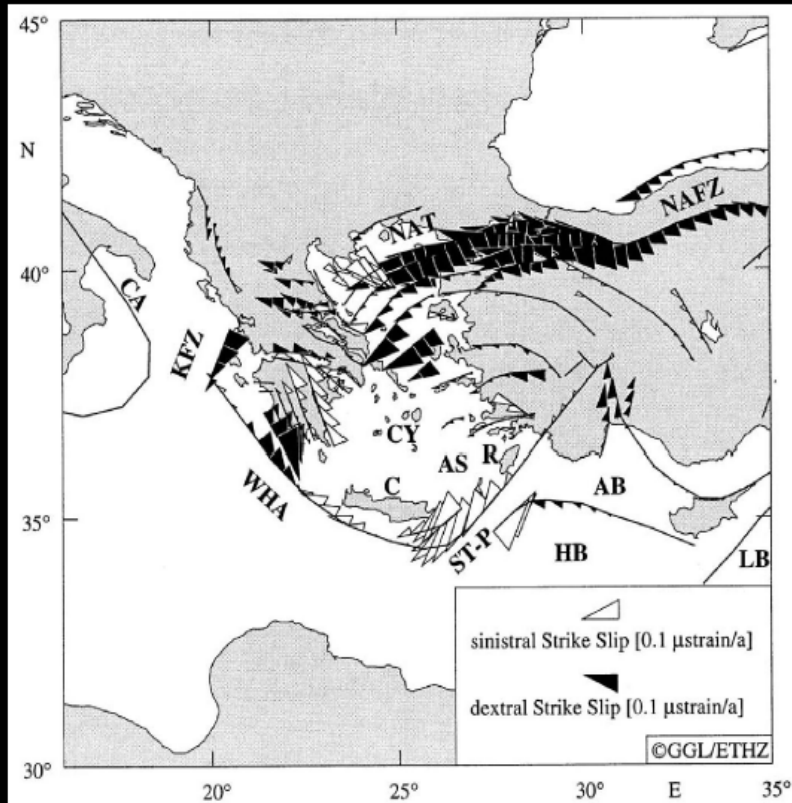 45°
N
NAFZ
NAT
40°
CA
KFZ
CY
AS
R
WHA
C
AB
35°
ST-P
HB
LB
sinistral Strike Slip [0.1 μstrain/a]
dextral Strike Slip [0.1 μstrain/a]
©GGL/ETHZ
30°
20°
25°
30°
E
35°